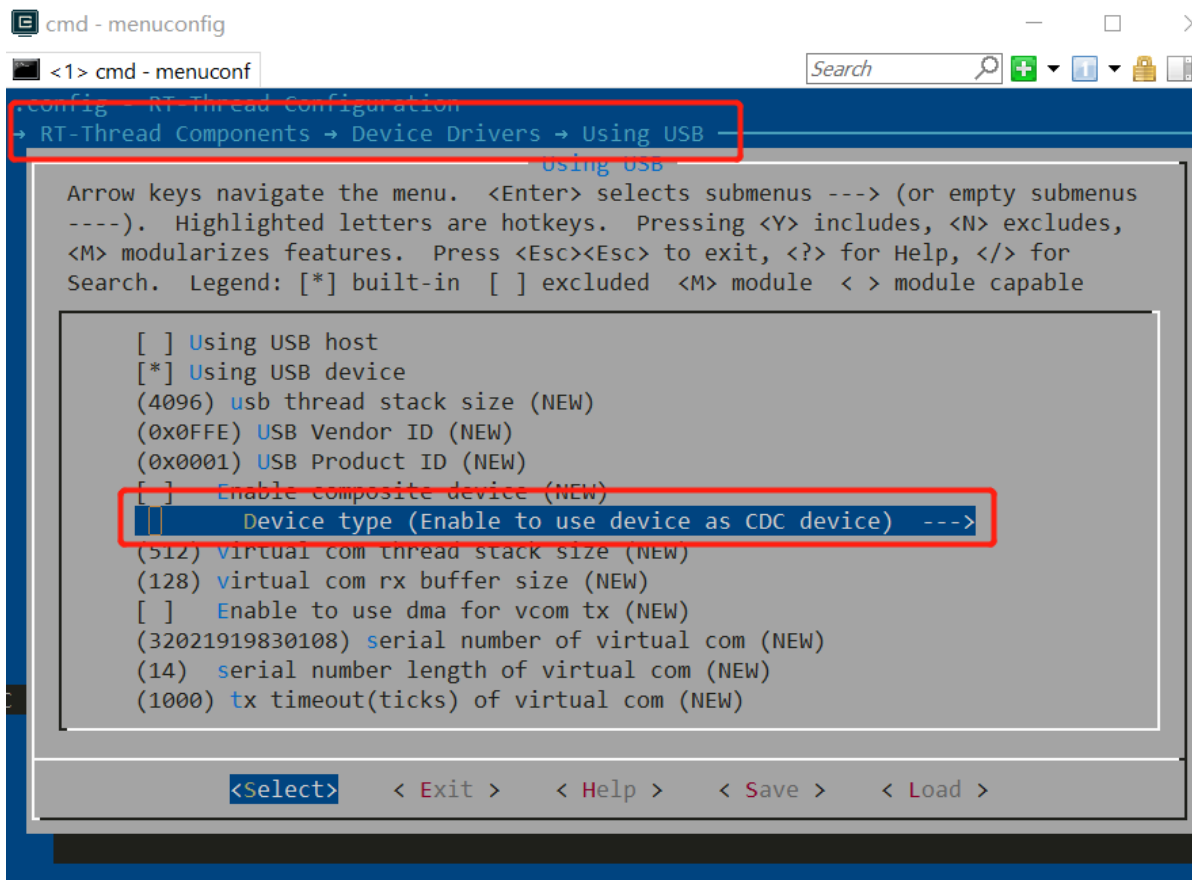 cmd - menuconfig
<1> cmd - menuconf
Search
.config - RT-Thread Configuration
→ RT-Thread Components → Device Drivers → Using USB
Using USB
Arrow keys navigate the menu.  <Enter> selects submenus ---> (or empty submenus
----).  Highlighted letters are hotkeys.  Pressing <Y> includes, <N> excludes,
<M> modularizes features.  Press <Esc><Esc> to exit, <?> for Help, </> for
Search.  Legend: [*] built-in  [ ] excluded  <M> module  < > module capable
[ ] Using USB host
[*] Using USB device
(4096) usb thread stack size (NEW)
(0x0FFE) USB Vendor ID (NEW)
(0x0001) USB Product ID (NEW)
[ ]   Enable composite device (NEW)
Device type (Enable to use device as CDC device)  --->
(512) virtual com thread stack size (NEW)
(128) virtual com rx buffer size (NEW)
[ ]   Enable to use dma for vcom tx (NEW)
(32021919830108) serial number of virtual com (NEW)
(14)  serial number length of virtual com (NEW)
(1000) tx timeout(ticks) of virtual com (NEW)
<Select>    < Exit >    < Help >    < Save >    < Load >